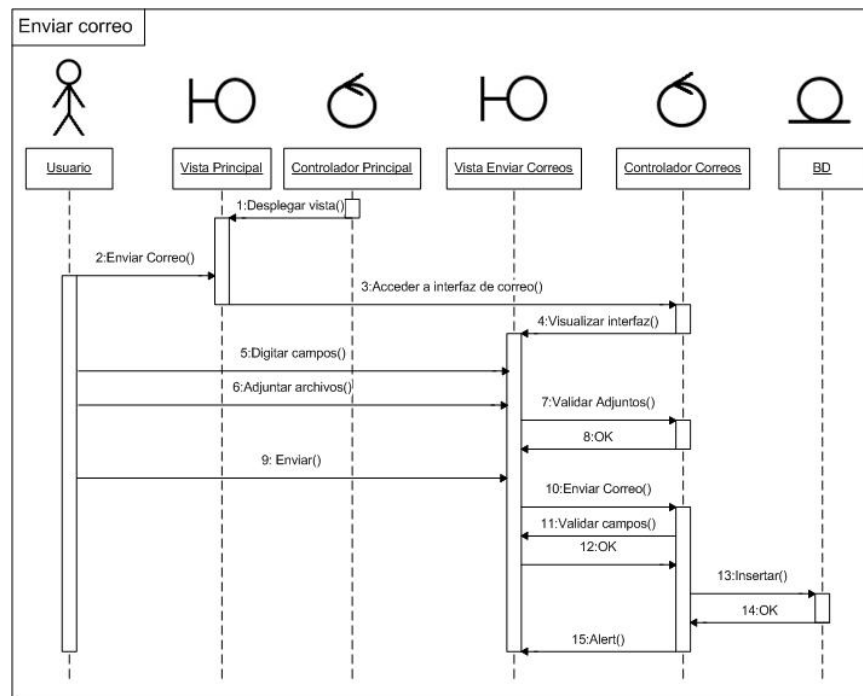 Enviar correo
Usuario
Vista Principal
Controlador Principal
Vista Enviar Correos
Controlador Correos
BD
1:Desplegar vista()
2:Enviar Correo()
3:Acceder a interfaz de correo()
4:Visualizar interfaz()
5:Digitar campos()
6:Adjuntar archivos()
7:Validar Adjuntos()
8:OK
9: Enviar()
10:Enviar Correo()
11:Validar campos()
12:OK
13:Insertar()
14:OK
15:Alert()